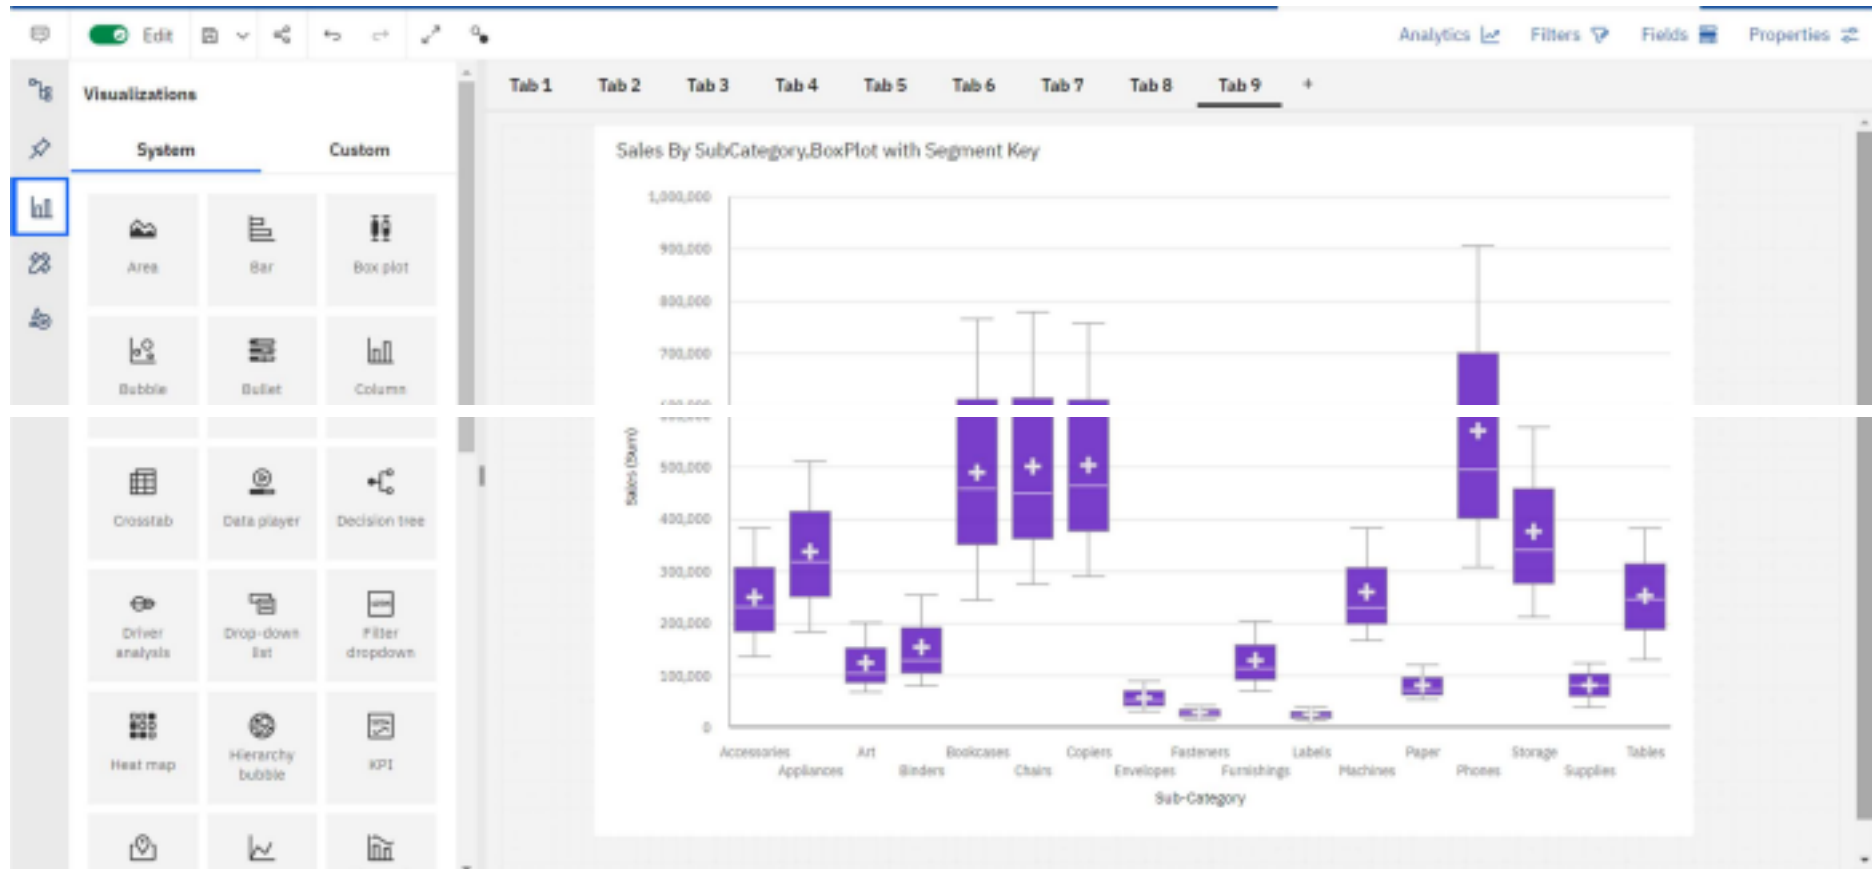 Edit
Analytics Filters Fields Properties
Visualizations
System Custom
Area Bar Box plot
Bubble Bullet Column
Crosstab Data player Decision tree
Driver analysis
Drop-down list
Filter dropdown
Heat map
Hierarchy bubble
KPI
Tab 1 Tab 2 Tab 3 Tab 4 Tab 5 Tab 6 Tab 7 Tab 8 Tab 9 +
Sales By SubCategory,BoxPlot with Segment Key
1,000,000
900,000
800,000
700,000
500,000
400,000
300,000
200,000
100,000
0
Sales (Sum)
Accessories Art Bookcases Copiers Fasteners Labels Paper Storage Tables
Appliances Binders Chairs Envelopes Furnishings Machines Phones Supplies
Sub-Category